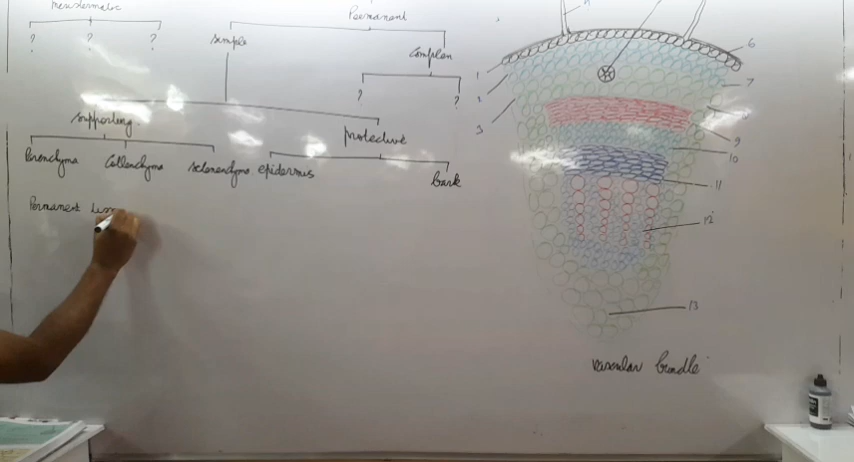 Meristematic
Permanent
? ? ?
simple
Complex
? ?
supporting
protective
Parenchyma Collenchyma sclerenchyma epidermis
bark
Permanent
1
2
3
6
7
9
10
11
12
13
vascular bundle